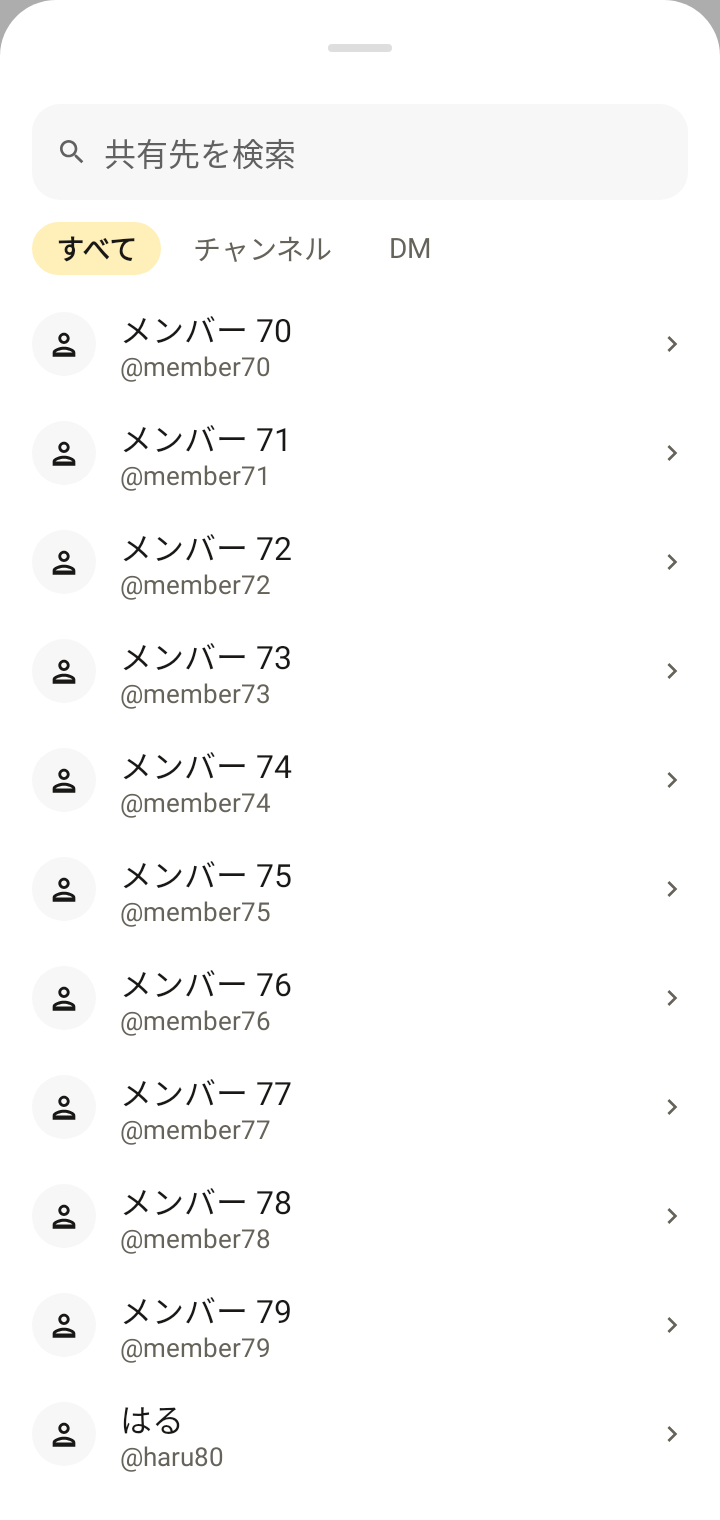 共有先を検索
すべて チャンネル DM
メンバー 70
@member70
メンバー 71
@member71
メンバー 72
@member72
メンバー 73
@member73
メンバー 74
@member74
メンバー 75
@member75
メンバー 76
@member76
メンバー 77
@member77
メンバー 78
@member78
メンバー 79
@member79
はる
@haru80